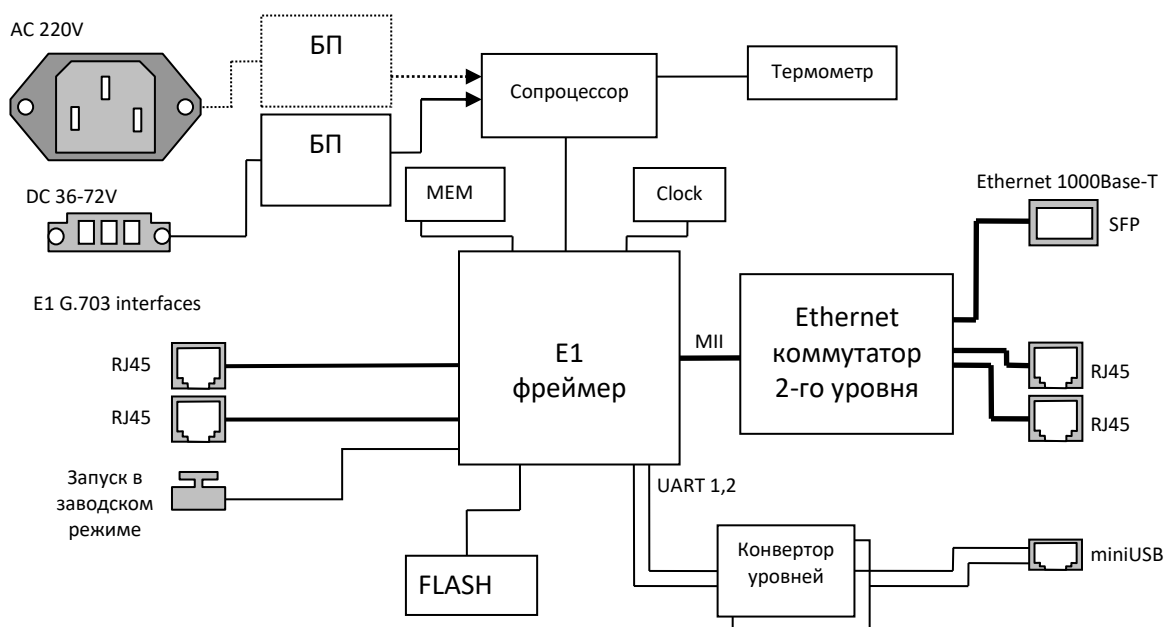 AC 220V
БП
Сопроцессор
Термометр
БП
DC 36-72V
MEM
Clock
Ethernet 1000Base-T
SFP
E1 G.703 interfaces
RJ45
RJ45
E1
фреймер
MII
Ethernet
коммутатор
2-го уровня
RJ45
RJ45
Запуск в
заводском
режиме
UART 1,2
FLASH
Конвертор
уровней
miniUSB